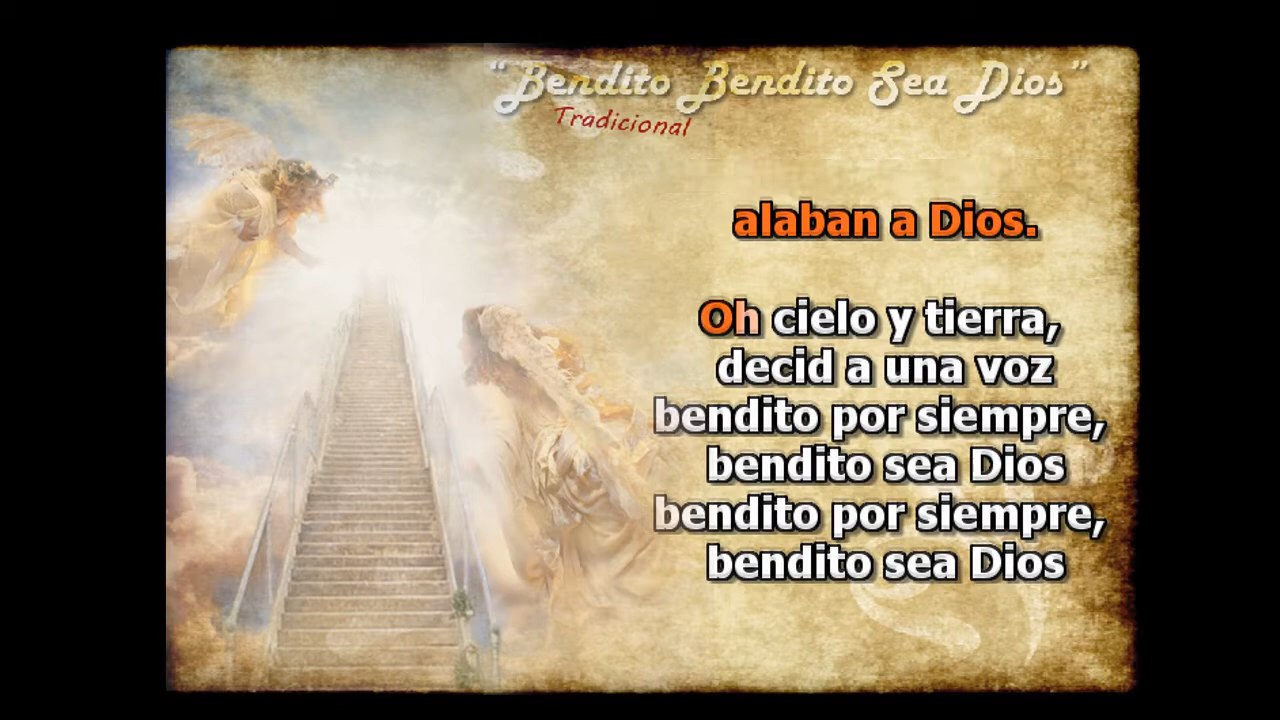 “Bendito Bendito Sea Dios”
Tradicional
alaban a Dios.
Oh cielo y tierra,
decid a una voz
bendito por siempre,
bendito sea Dios
bendito por siempre,
bendito sea Dios